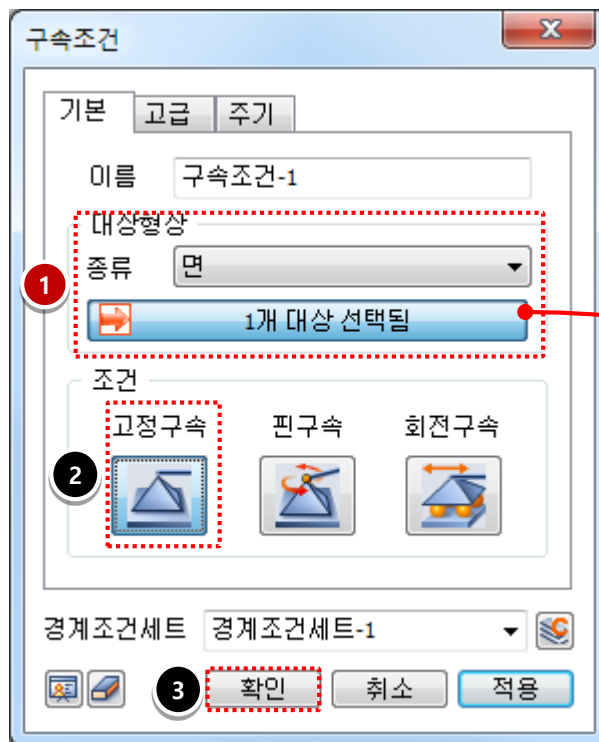 구속조건
기본 고급 주기
이름 구속조건-1
대상형상
종류 면
1
1개 대상 선택됨
조건
고정구속 핀구속 회전구속
2
경계조건세트 경계조건세트-1
3 확인 취소 적용